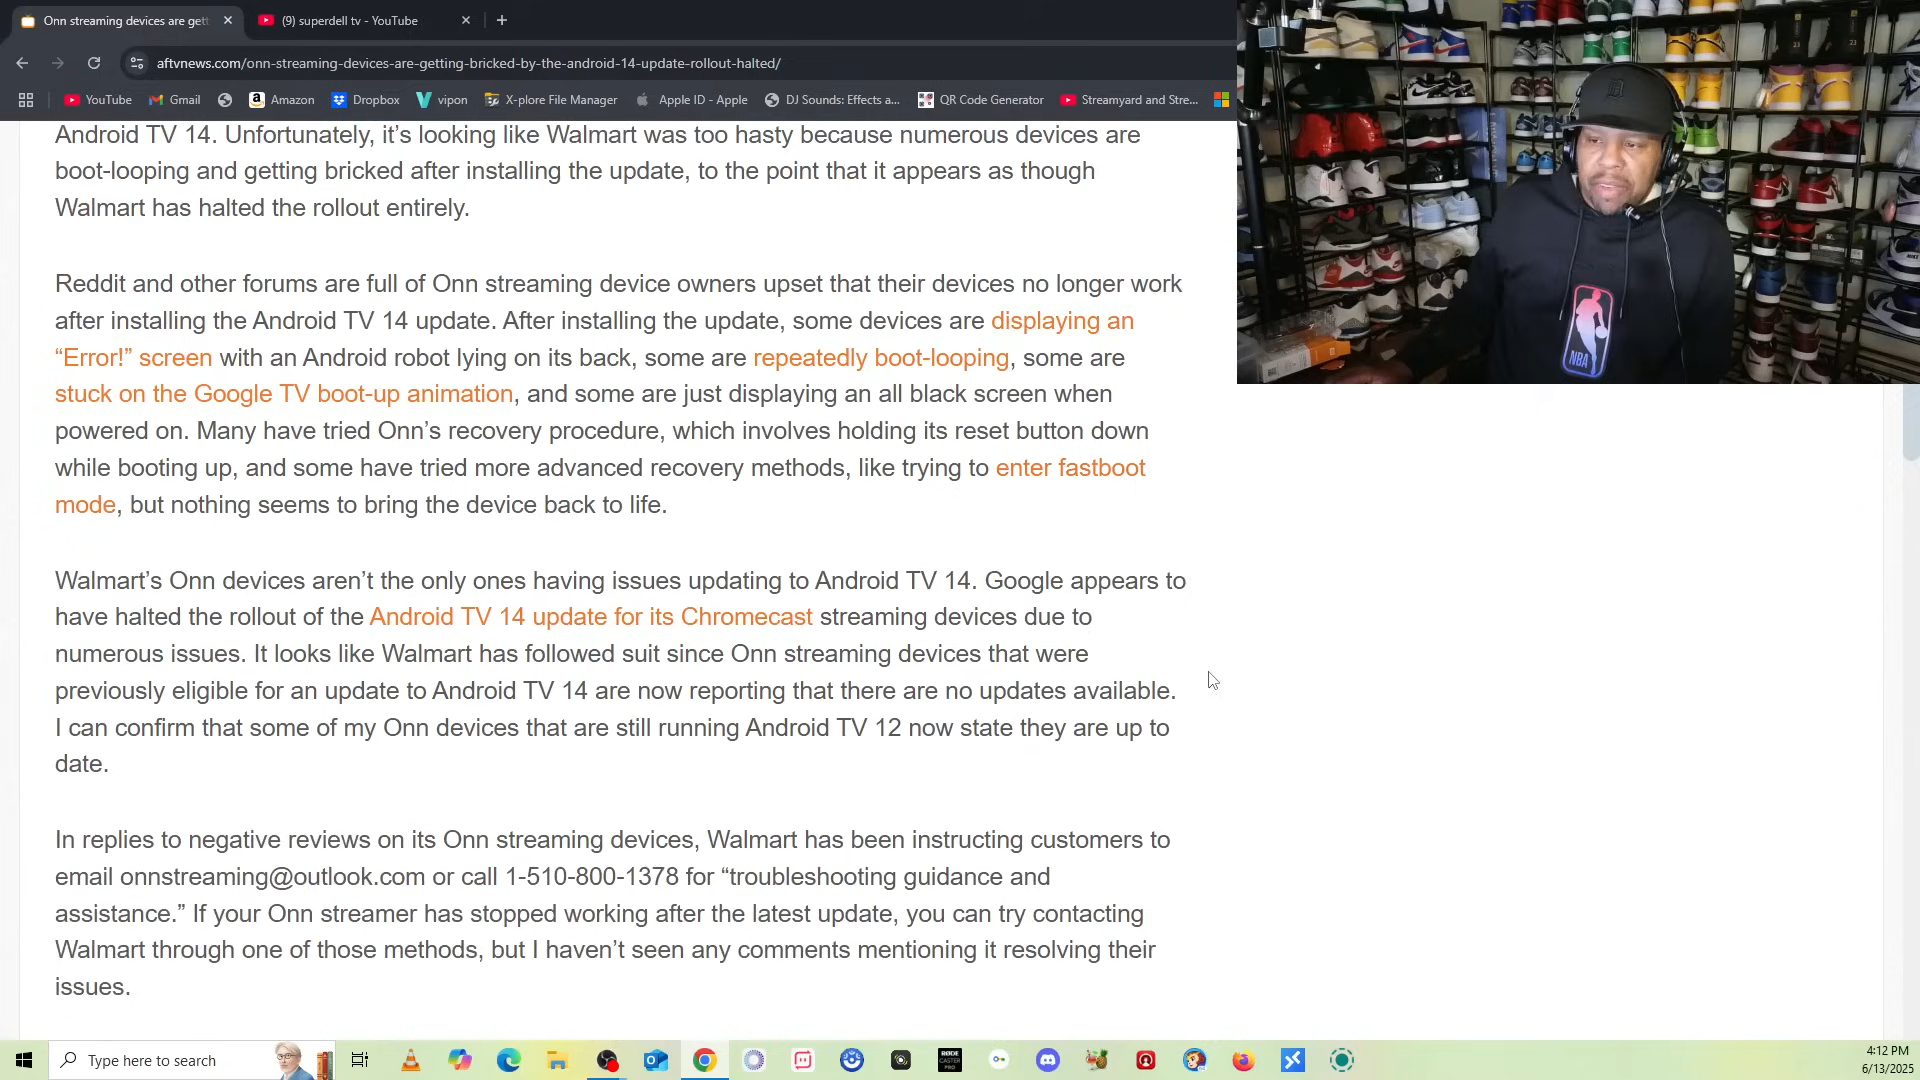 Onn streaming devices are gett
(9) superdell tv - YouTube
aftvnews.com/onn-streaming-devices-are-getting-bricked-by-the-android-14-update-rollout-halted/
YouTube Gmail Amazon Dropbox vipon X-plore File Manager Apple ID - Apple DJ Sounds: Effects a... QR Code Generator Streamyard and Stre...
Android TV 14. Unfortunately, it’s looking like Walmart was too hasty because numerous devices are
boot-looping and getting bricked after installing the update, to the point that it appears as though
Walmart has halted the rollout entirely.
Reddit and other forums are full of Onn streaming device owners upset that their devices no longer work
after installing the Android TV 14 update. After installing the update, some devices are displaying an
“Error!” screen with an Android robot lying on its back, some are repeatedly boot-looping, some are
stuck on the Google TV boot-up animation, and some are just displaying an all black screen when
powered on. Many have tried Onn’s recovery procedure, which involves holding its reset button down
while booting up, and some have tried more advanced recovery methods, like trying to enter fastboot
mode, but nothing seems to bring the device back to life.
Walmart’s Onn devices aren’t the only ones having issues updating to Android TV 14. Google appears to
have halted the rollout of the Android TV 14 update for its Chromecast streaming devices due to
numerous issues. It looks like Walmart has followed suit since Onn streaming devices that were
previously eligible for an update to Android TV 14 are now reporting that there are no updates available.
I can confirm that some of my Onn devices that are still running Android TV 12 now state they are up to
date.
In replies to negative reviews on its Onn streaming devices, Walmart has been instructing customers to
email onnstreaming@outlook.com or call 1-510-800-1378 for “troubleshooting guidance and
assistance.” If your Onn streamer has stopped working after the latest update, you can try contacting
Walmart through one of those methods, but I haven’t seen any comments mentioning it resolving their
issues.
NBA
23
23
Type here to search
RØDE
CASTER
PRO
4:12 PM
6/13/2025